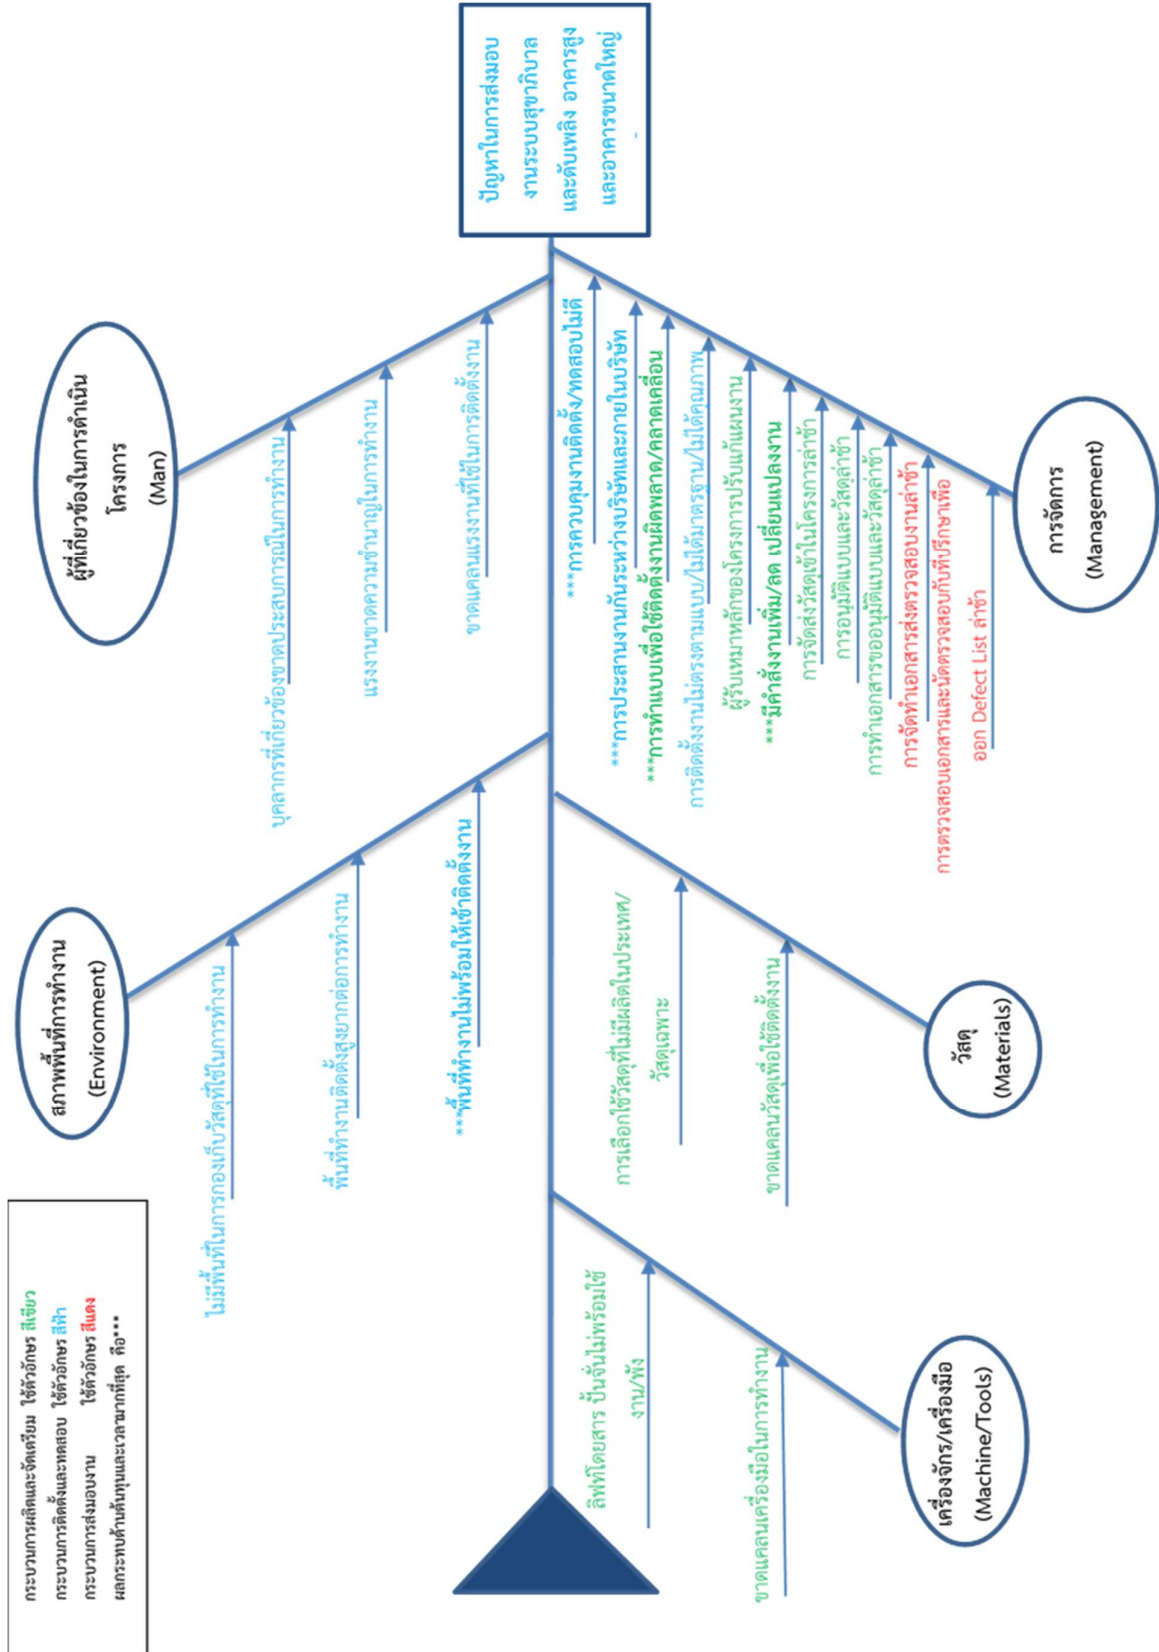 กระบวนการผลิตและจัดเตรียม ใช้ตัวอักษร สีเขียว
กระบวนการติดตั้งและทดสอบ ใช้ตัวอักษร สีฟ้า
กระบวนการส่งมอบงาน ใช้ตัวอักษร สีแดง
ผลกระทบด้านต้นทุนและเวลามากที่สุด คือ***
สภาพพื้นที่การทำงาน
(Environment)
ไม่มีพื้นที่ในการกองเก็บวัสดุที่ใช้ในการทำงาน
พื้นที่ทำงานติดตั้งสูงยากต่อการทำงาน
***พื้นที่ทำงานไม่พร้อมให้เข้าติดตั้งงาน
ผู้ที่เกี่ยวข้องในการดำเนิน
โครงการ
(Man)
บุคลากรที่เกี่ยวข้องขาดประสบการณ์ในการทำงาน
แรงงานขาดความชำนาญในการทำงาน
ขาดแคลนแรงงานที่ใช้ในการติดตั้งงาน
ปัญหาในการส่งมอบ
งานระบบสุขาภิบาล
และดับเพลิง อาคารสูง
และอาคารขนาดใหญ่
ลิฟท์โดยสาร ปั้นจั่นไม่พร้อมใช้
งาน/พัง
ขาดแคลนเครื่องมือในการทำงาน
เครื่องจักร/เครื่องมือ
(Machine/Tools)
การเลือกใช้วัสดุที่ไม่มีผลิตในประเทศ/
วัสดุเฉพาะ
ขาดแคลนวัสดุเพื่อใช้ติดตั้งงาน
วัสดุ
(Materials)
***การควบคุมงานติดตั้ง/ทดสอบไม่ดี
***การประสานงานกันระหว่างบริษัทและภายในบริษัท
***การทำแบบเพื่อใช้ติดตั้งงานผิดพลาด/คลาดเคลื่อน
การติดตั้งงานไม่ตรงตามแบบ/ไม่ได้มาตรฐาน/ไม่ได้คุณภาพ
ผู้รับเหมาหลักของโครงการปรับแก้แผนงาน
***มีคำสั่งงานเพิ่ม/ลด เปลี่ยนแปลงงาน
การจัดส่งวัสดุเข้าในโครงการล่าช้า
การอนุมัติแบบและวัสดุล่าช้า
การทำเอกสารขออนุมัติแบบและวัสดุล่าช้า
การจัดทำเอกสารส่งตรวจสอบงานล่าช้า
การตรวจสอบเอกสารและนัดตรวจสอบกับที่ปรึกษาเพื่อ
ออก Defect List ล่าช้า
การจัดการ
(Management)